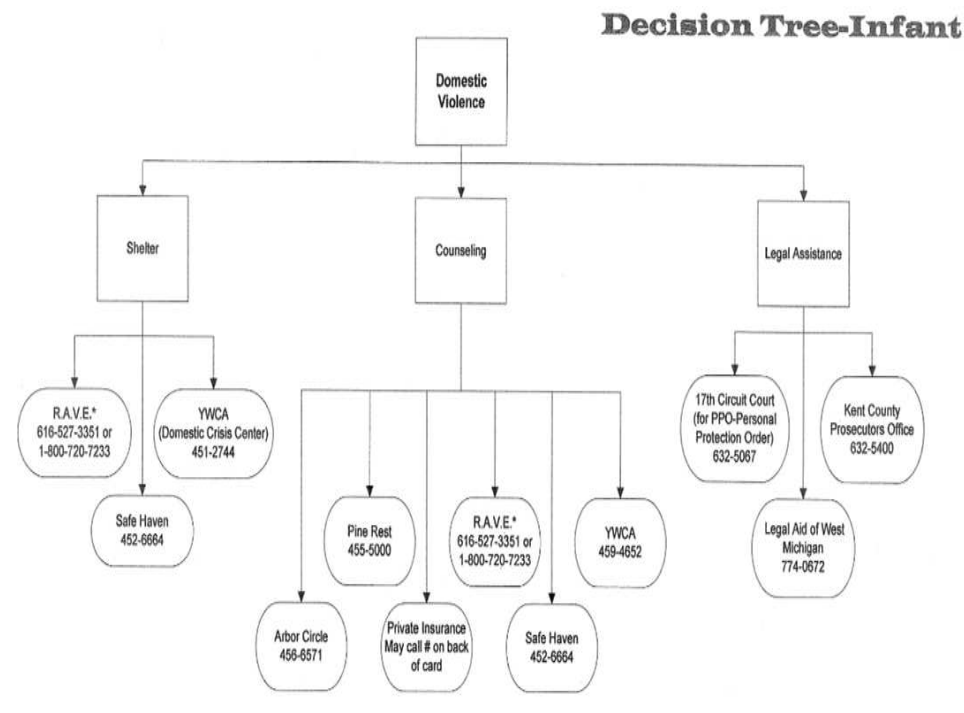 Decision Tree-Infant
Domestic
Violence
Shelter
Counseling
Legal Assistance
R.A.V.E.*
616-527-3351 or
1-800-720-7233
YWCA
(Domestic Crisis Center)
451-2744
Safe Haven
452-6664
Arbor Circle
456-6571
Pine Rest
455-5000
Private Insurance
May call # on back
of card
R.A.V.E.*
616-527-3351 or
1-800-720-7233
Safe Haven
452-6664
YWCA
459-4652
17th Circuit Court
(for PPO-Personal
Protection Order)
632-5067
Legal Aid of West
Michigan
774-0672
Kent County
Prosecutors Office
632-5400